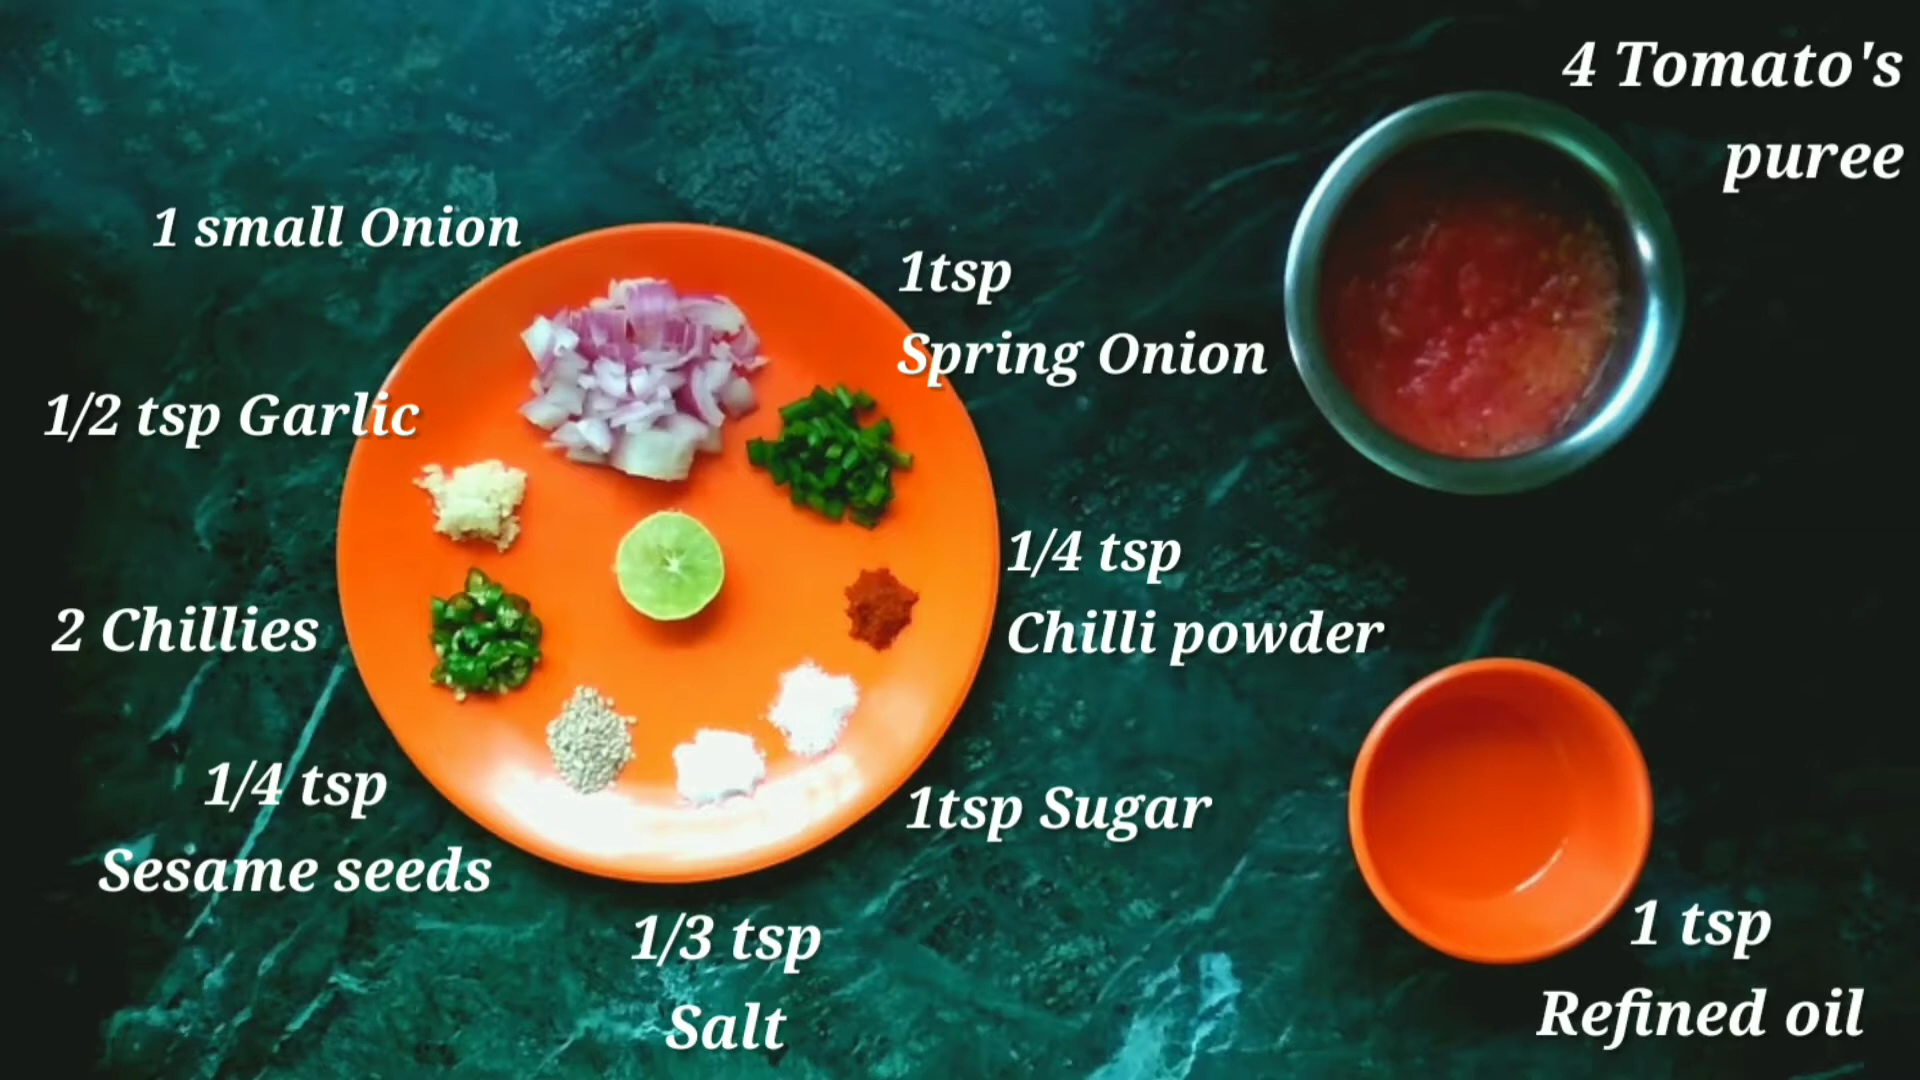 4 Tomato's
puree
1 small Onion
1tsp
Spring Onion
1/2 tsp Garlic
1/4 tsp
Chilli powder
2 Chillies
1/4 tsp
Sesame seeds
1tsp Sugar
1/3 tsp
Salt
1 tsp
Refined oil